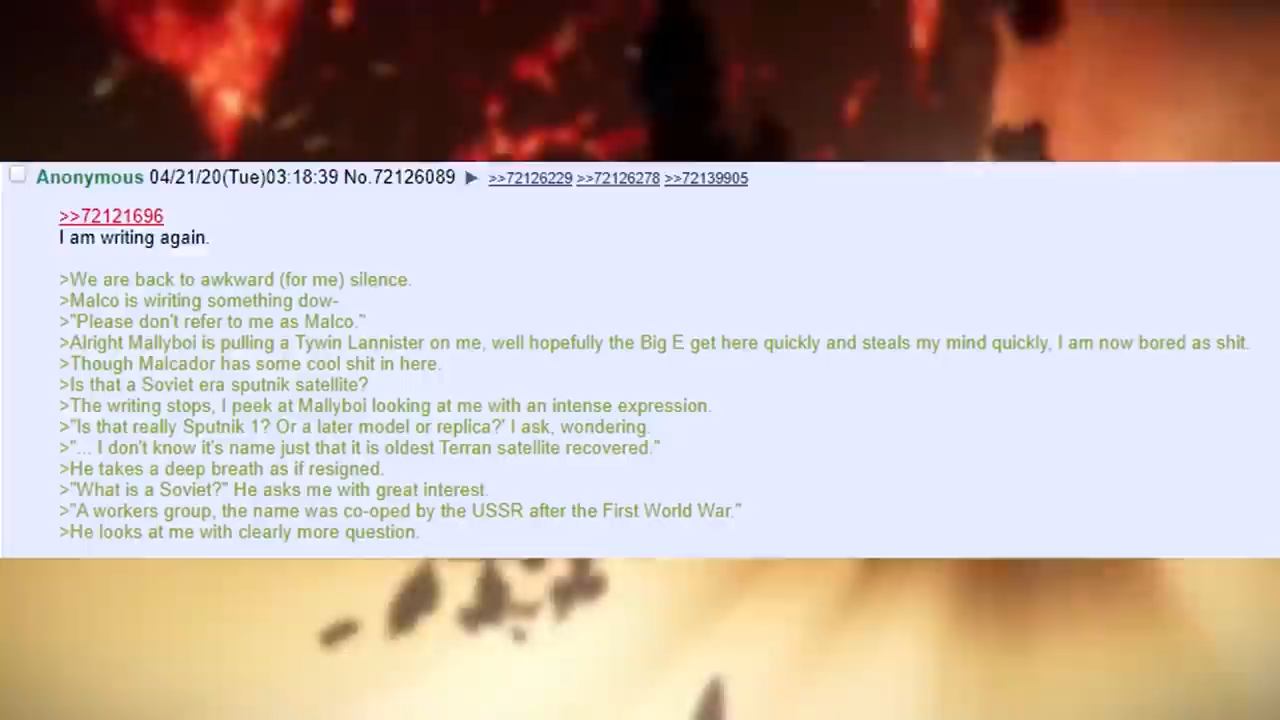 Anonymous 04/21/20(Tue)03:18:39 No.72126089 ▶ >>72126229 >>72126278 >>72139905
>>72121696
I am writing again.
>We are back to awkward (for me) silence.
>Malco is wiriting something dow-
>"Please don't refer to me as Malco."
>Alright Mallyboi is pulling a Tywin Lannister on me, well hopefully the Big E get here quickly and steals my mind quickly, I am now bored as shit.
>Though Malcador has some cool shit in here.
>Is that a Soviet era sputnik satellite?
>The writing stops, I peek at Mallyboi looking at me with an intense expression.
>"Is that really Sputnik 1? Or a later model or replica?' I ask, wondering.
>"... I don't know it's name just that it is oldest Terran satellite recovered."
>He takes a deep breath as if resigned.
>"What is a Soviet?" He asks me with great interest.
>"A workers group, the name was co-oped by the USSR after the First World War."
>He looks at me with clearly more question.